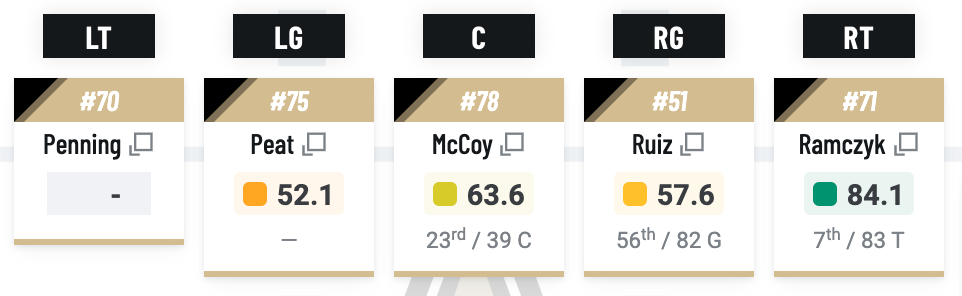 LT LG C RG RT
#70 #75 #78 #51 #71
Penning Peat McCoy Ruiz Ramczyk
- 52.1 63.6 57.6 84.1
— 23rd / 39 C 56th / 82 G 7th / 83 T